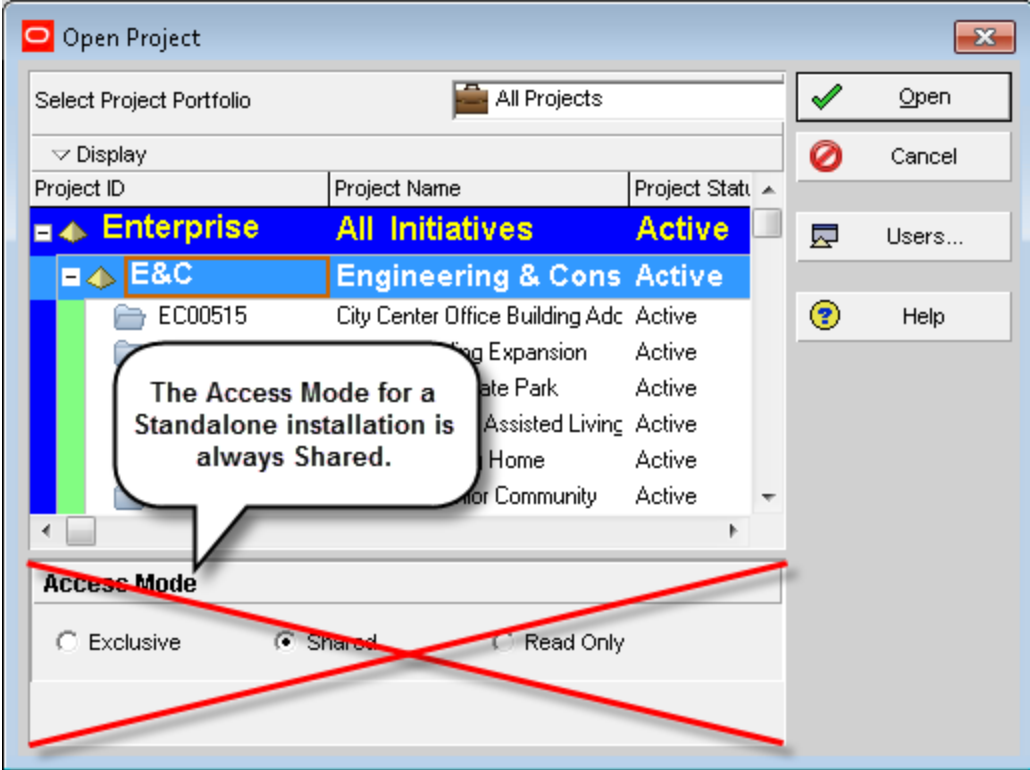 Open Project
Select Project Portfolio
All Projects
Open
Display
Cancel
Project ID Project Name Project Statu
Enterprise All Initiatives Active
Users...
E&C Engineering & Cons Active
EC00515 City Center Office Building Adc Active
Help
Expansion Active
Park Active
Assisted Living Active
Home Active
Community Active
The Access Mode for a
Standalone installation is
always Shared.
Access Mode
Exclusive Shared Read Only